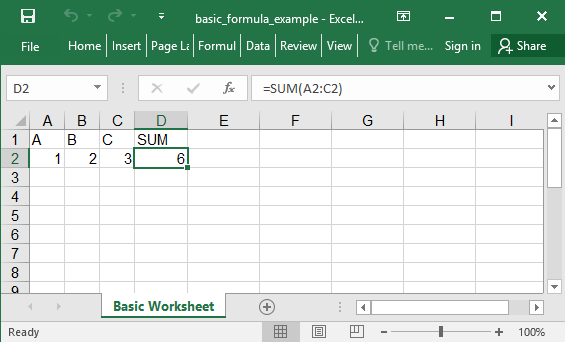 basic_formula_example - Excel...
File Home Insert Page La Formul Data Review View Tell me... Sign in Share
D2 fx =SUM(A2:C2)
A B C D E F G H I
1 A B C SUM
2 1 2 3 6
3
4
5
6
7
8
9
Basic Worksheet
Ready 100%